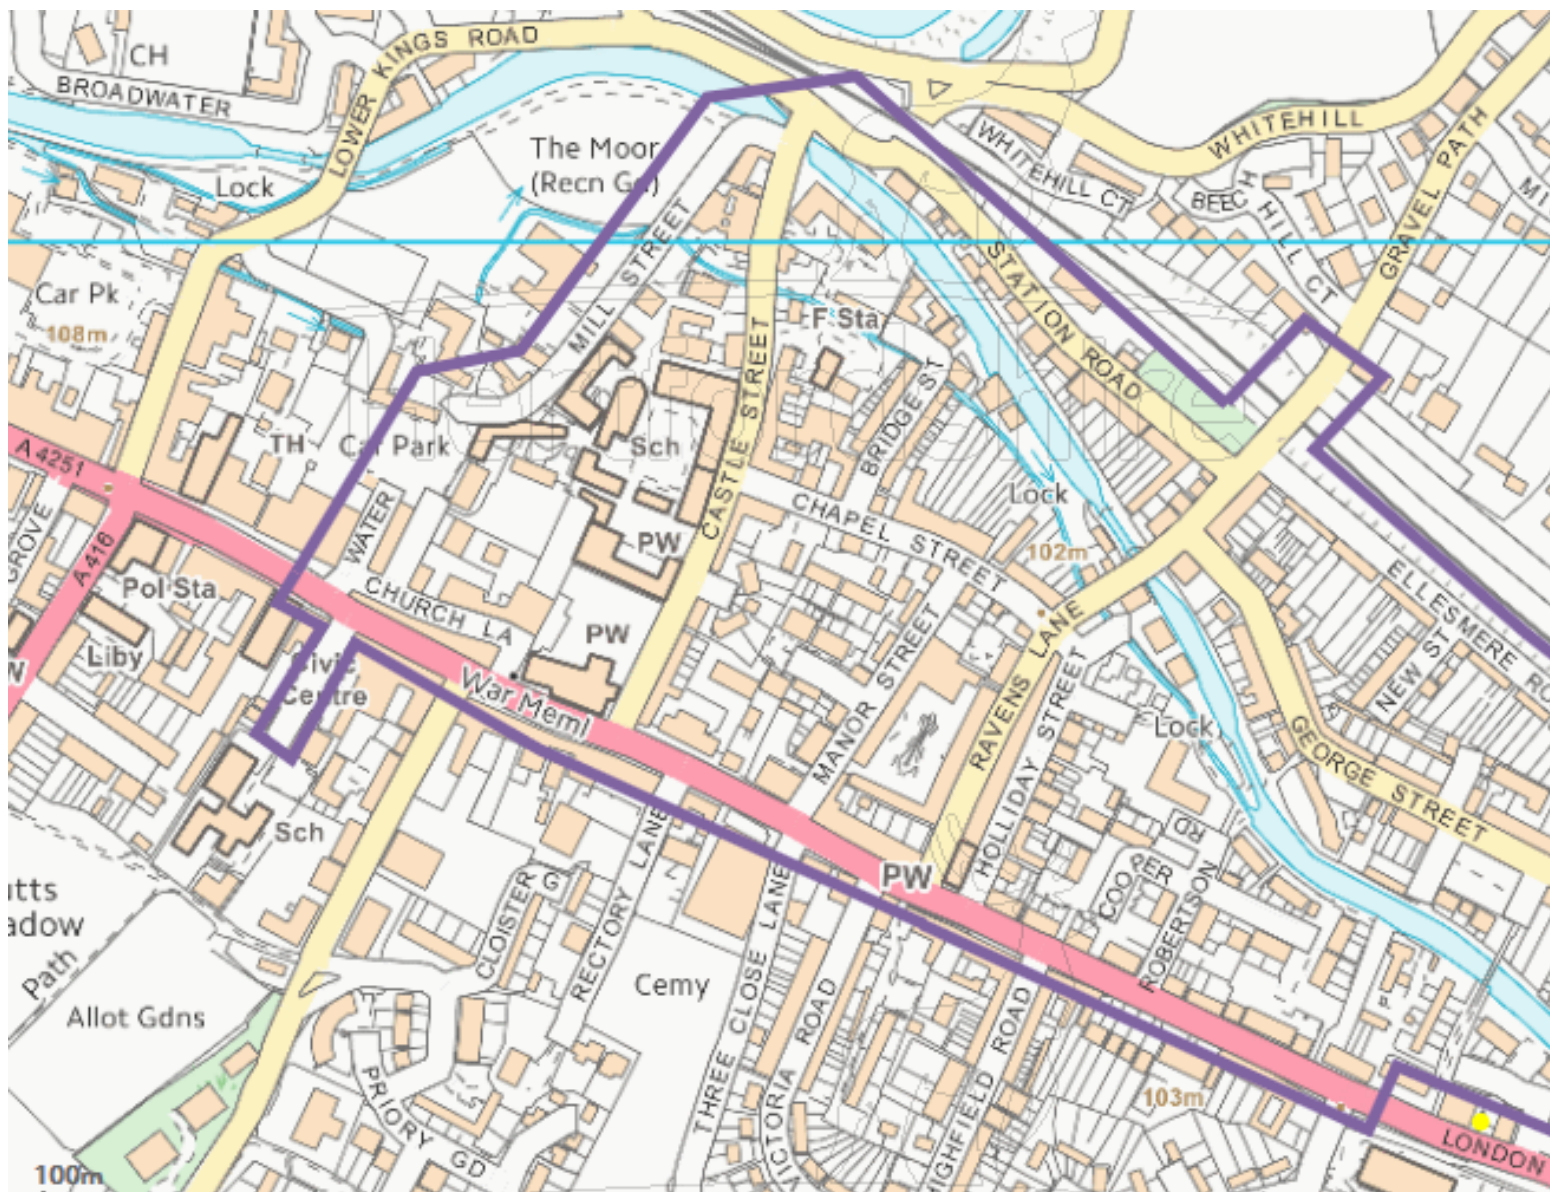 CH
BROADWATER
LOWER KINGS ROAD
Lock
The Moor
(Recn Gd)
WHITEHILL
WHITEHILL CT
BEECH HILL CT
GRAVEL PATH
Car Pk
108m
MILL STREET
STATION ROAD
F Sta
CASTLE STREET
BRIDGE ST
A 4251
TH
Car Park
Sch
Lock
WATER
CHAPEL STREET
PW
102m
GROVE
A 416
Pol Sta
CHURCH LA
PW
Liby
Civic
Centre
War Meml
MANOR STREET
RAVENS LANE
HOLLIDAY STREET
ELLESMERE
NEW ST
Lock
GEORGE STREET
Sch
PW
RECTORY LANE
CLOISTER G
COOPER RD
ROBERTSON
Path
Allot Gdns
Cemy
THREE CLOSE LANE
VICTORIA ROAD
HIGHFIELD ROAD
PRIORY GD
103m
LONDON
100m